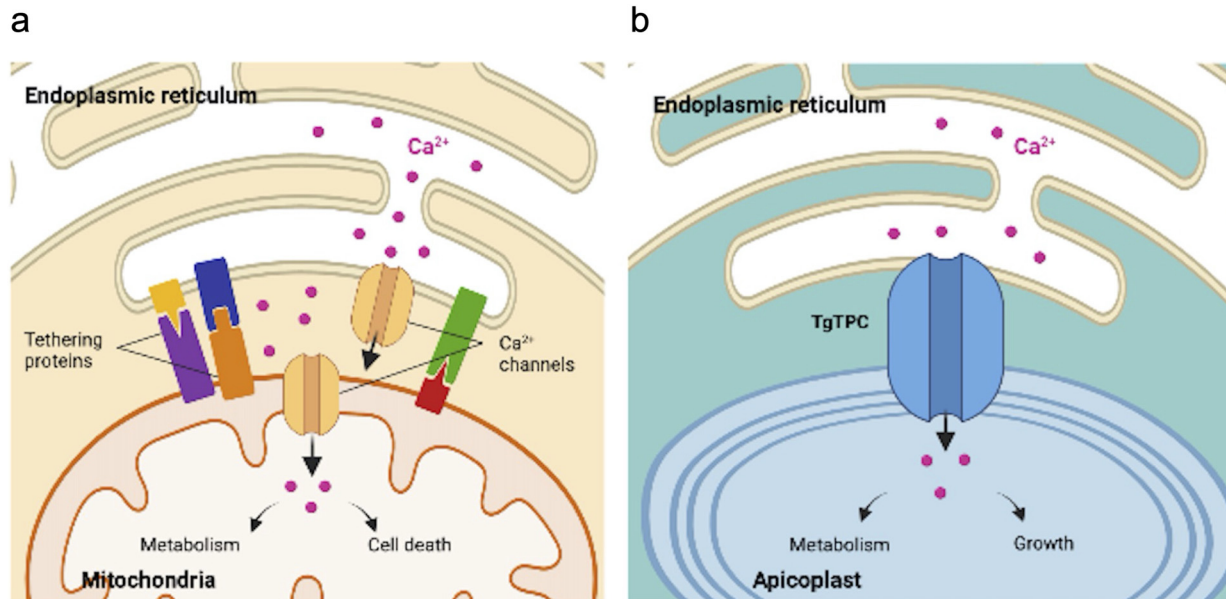 a
Endoplasmic reticulum
Ca²⁺
Tethering
proteins
Ca²⁺
channels
Metabolism
Cell death
Mitochondria
b
Endoplasmic reticulum
Ca²⁺
TgTPC
Metabolism
Growth
Apicoplast